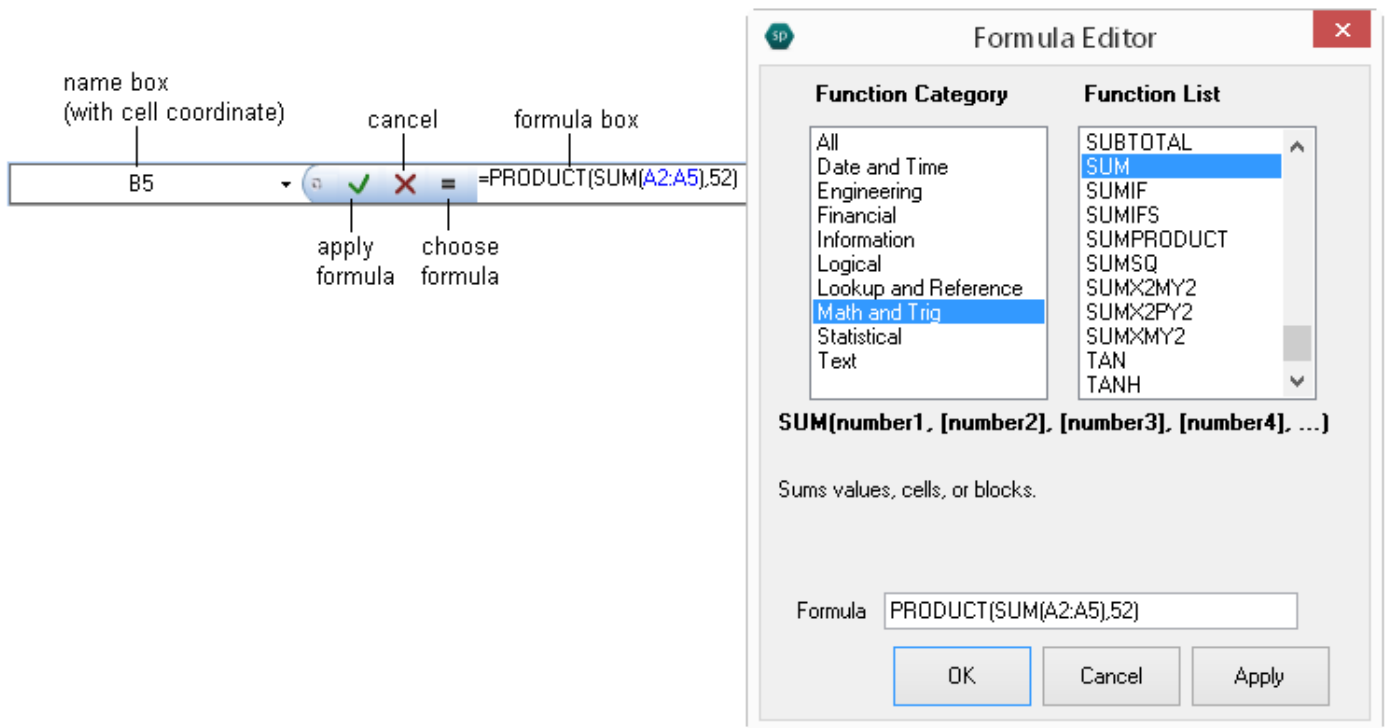 name box
(with cell coordinate)
cancel
formula box
B5
=PRODUCT(SUM(A2:A5),52)
apply
formula
choose
formula
sp
Formula Editor
Function Category
Function List
All
Date and Time
Engineering
Financial
Information
Logical
Lookup and Reference
Math and Trig
Statistical
Text
SUBTOTAL
SUM
SUMIF
SUMIFS
SUMPRODUCT
SUMSQ
SUMX2MY2
SUMX2PY2
SUMXMY2
TAN
TANH
SUM(number1, [number2], [number3], [number4], ...)
Sums values, cells, or blocks.
Formula
PRODUCT(SUM(A2:A5),52)
OK
Cancel
Apply